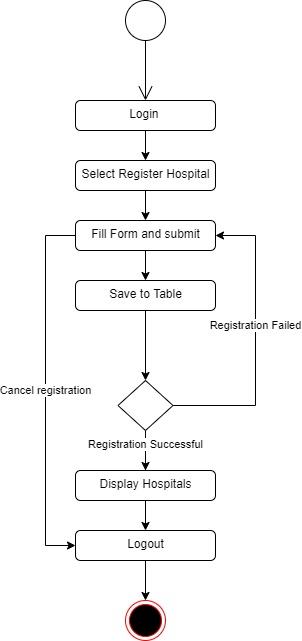 Login
Select Register Hospital
Fill Form and submit
Save to Table
Registration Failed
Cancel registration
Registration Successful
Display Hospitals
Logout